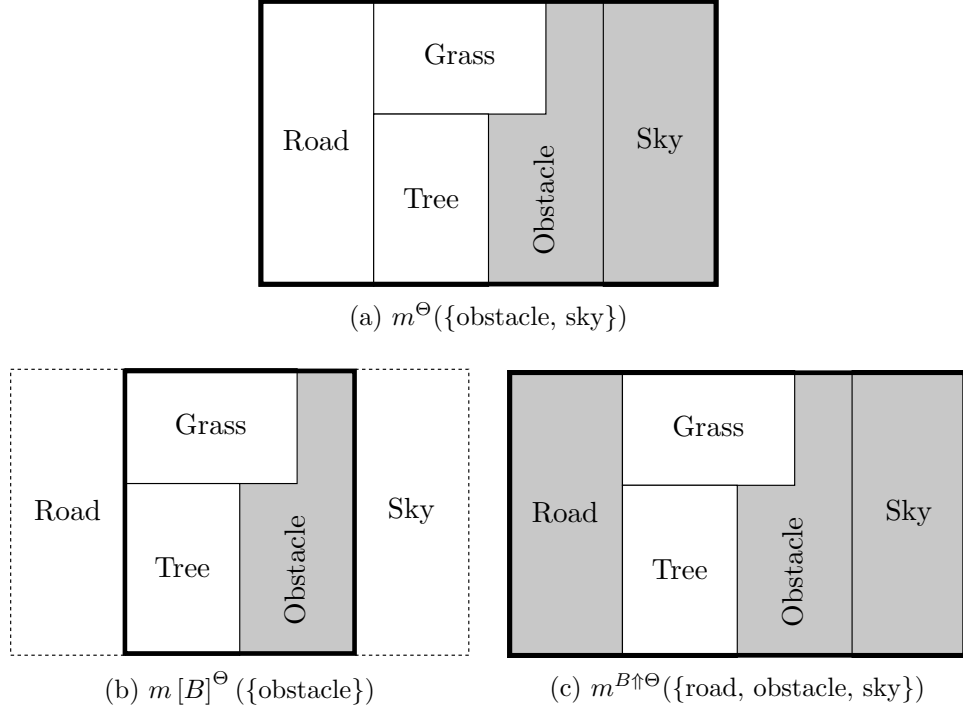 Grass
Road
Tree
Obstacle
Sky
(a) m^Θ({obstacle, sky})
Grass
Road
Tree
Obstacle
Sky
(b) m [B]^Θ ({obstacle})
Grass
Road
Tree
Obstacle
Sky
(c) m^{B⇑Θ}({road, obstacle, sky})